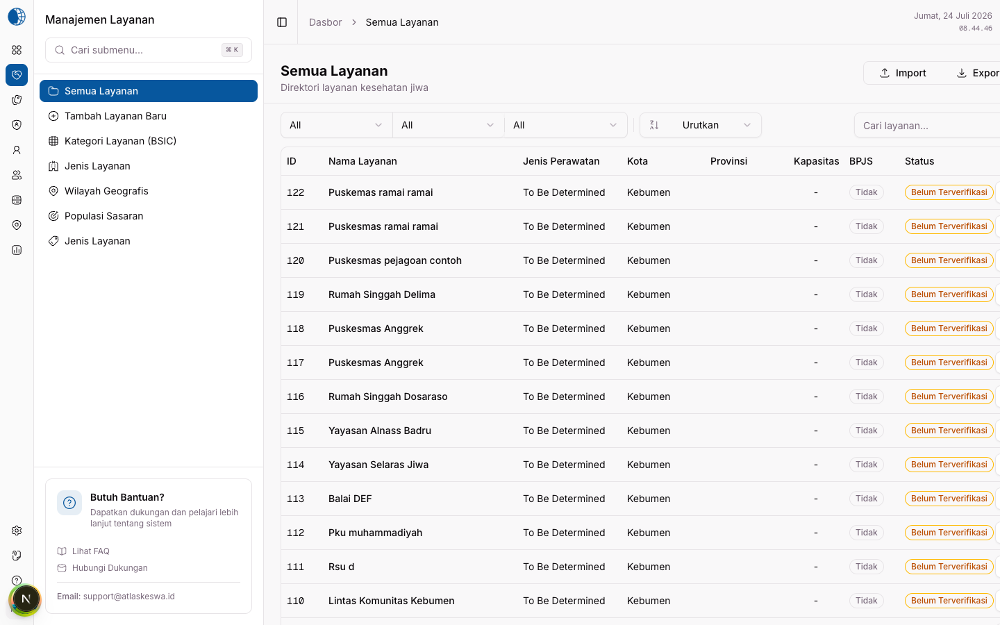 Manajemen Layanan
Cari submenu...
⌘ K
Semua Layanan
Tambah Layanan Baru
Kategori Layanan (BSIC)
Jenis Layanan
Wilayah Geografis
Populasi Sasaran
Jenis Layanan
Butuh Bantuan?
Dapatkan dukungan dan pelajari lebih
lanjut tentang sistem
Lihat FAQ
Hubungi Dukungan
Email: support@atlaskeswa.id
N
Dasbor > Semua Layanan
Jumat, 24 Juli 2026
08.44.46
Semua Layanan
Direktori layanan kesehatan jiwa
Import
Expor
All All All Urutkan Cari layanan...
ID Nama Layanan Jenis Perawatan Kota Provinsi Kapasitas BPJS Status
122 Puskemas ramai ramai To Be Determined Kebumen - Tidak Belum Terverifikasi
121 Puskesmas ramai ramai To Be Determined Kebumen - Tidak Belum Terverifikasi
120 Puskesmas pejagoan contoh To Be Determined Kebumen - Tidak Belum Terverifikasi
119 Rumah Singgah Delima To Be Determined Kebumen - Tidak Belum Terverifikasi
118 Puskesmas Anggrek To Be Determined Kebumen - Tidak Belum Terverifikasi
117 Puskesmas Anggrek To Be Determined Kebumen - Tidak Belum Terverifikasi
116 Rumah Singgah Dosaraso To Be Determined Kebumen - Tidak Belum Terverifikasi
115 Yayasan Alnass Badru To Be Determined Kebumen - Tidak Belum Terverifikasi
114 Yayasan Selaras Jiwa To Be Determined Kebumen - Tidak Belum Terverifikasi
113 Balai DEF To Be Determined Kebumen - Tidak Belum Terverifikasi
112 Pku muhammadiyah To Be Determined Kebumen - Tidak Belum Terverifikasi
111 Rsu d To Be Determined Kebumen - Tidak Belum Terverifikasi
110 Lintas Komunitas Kebumen To Be Determined Kebumen - Tidak Belum Terverifikasi